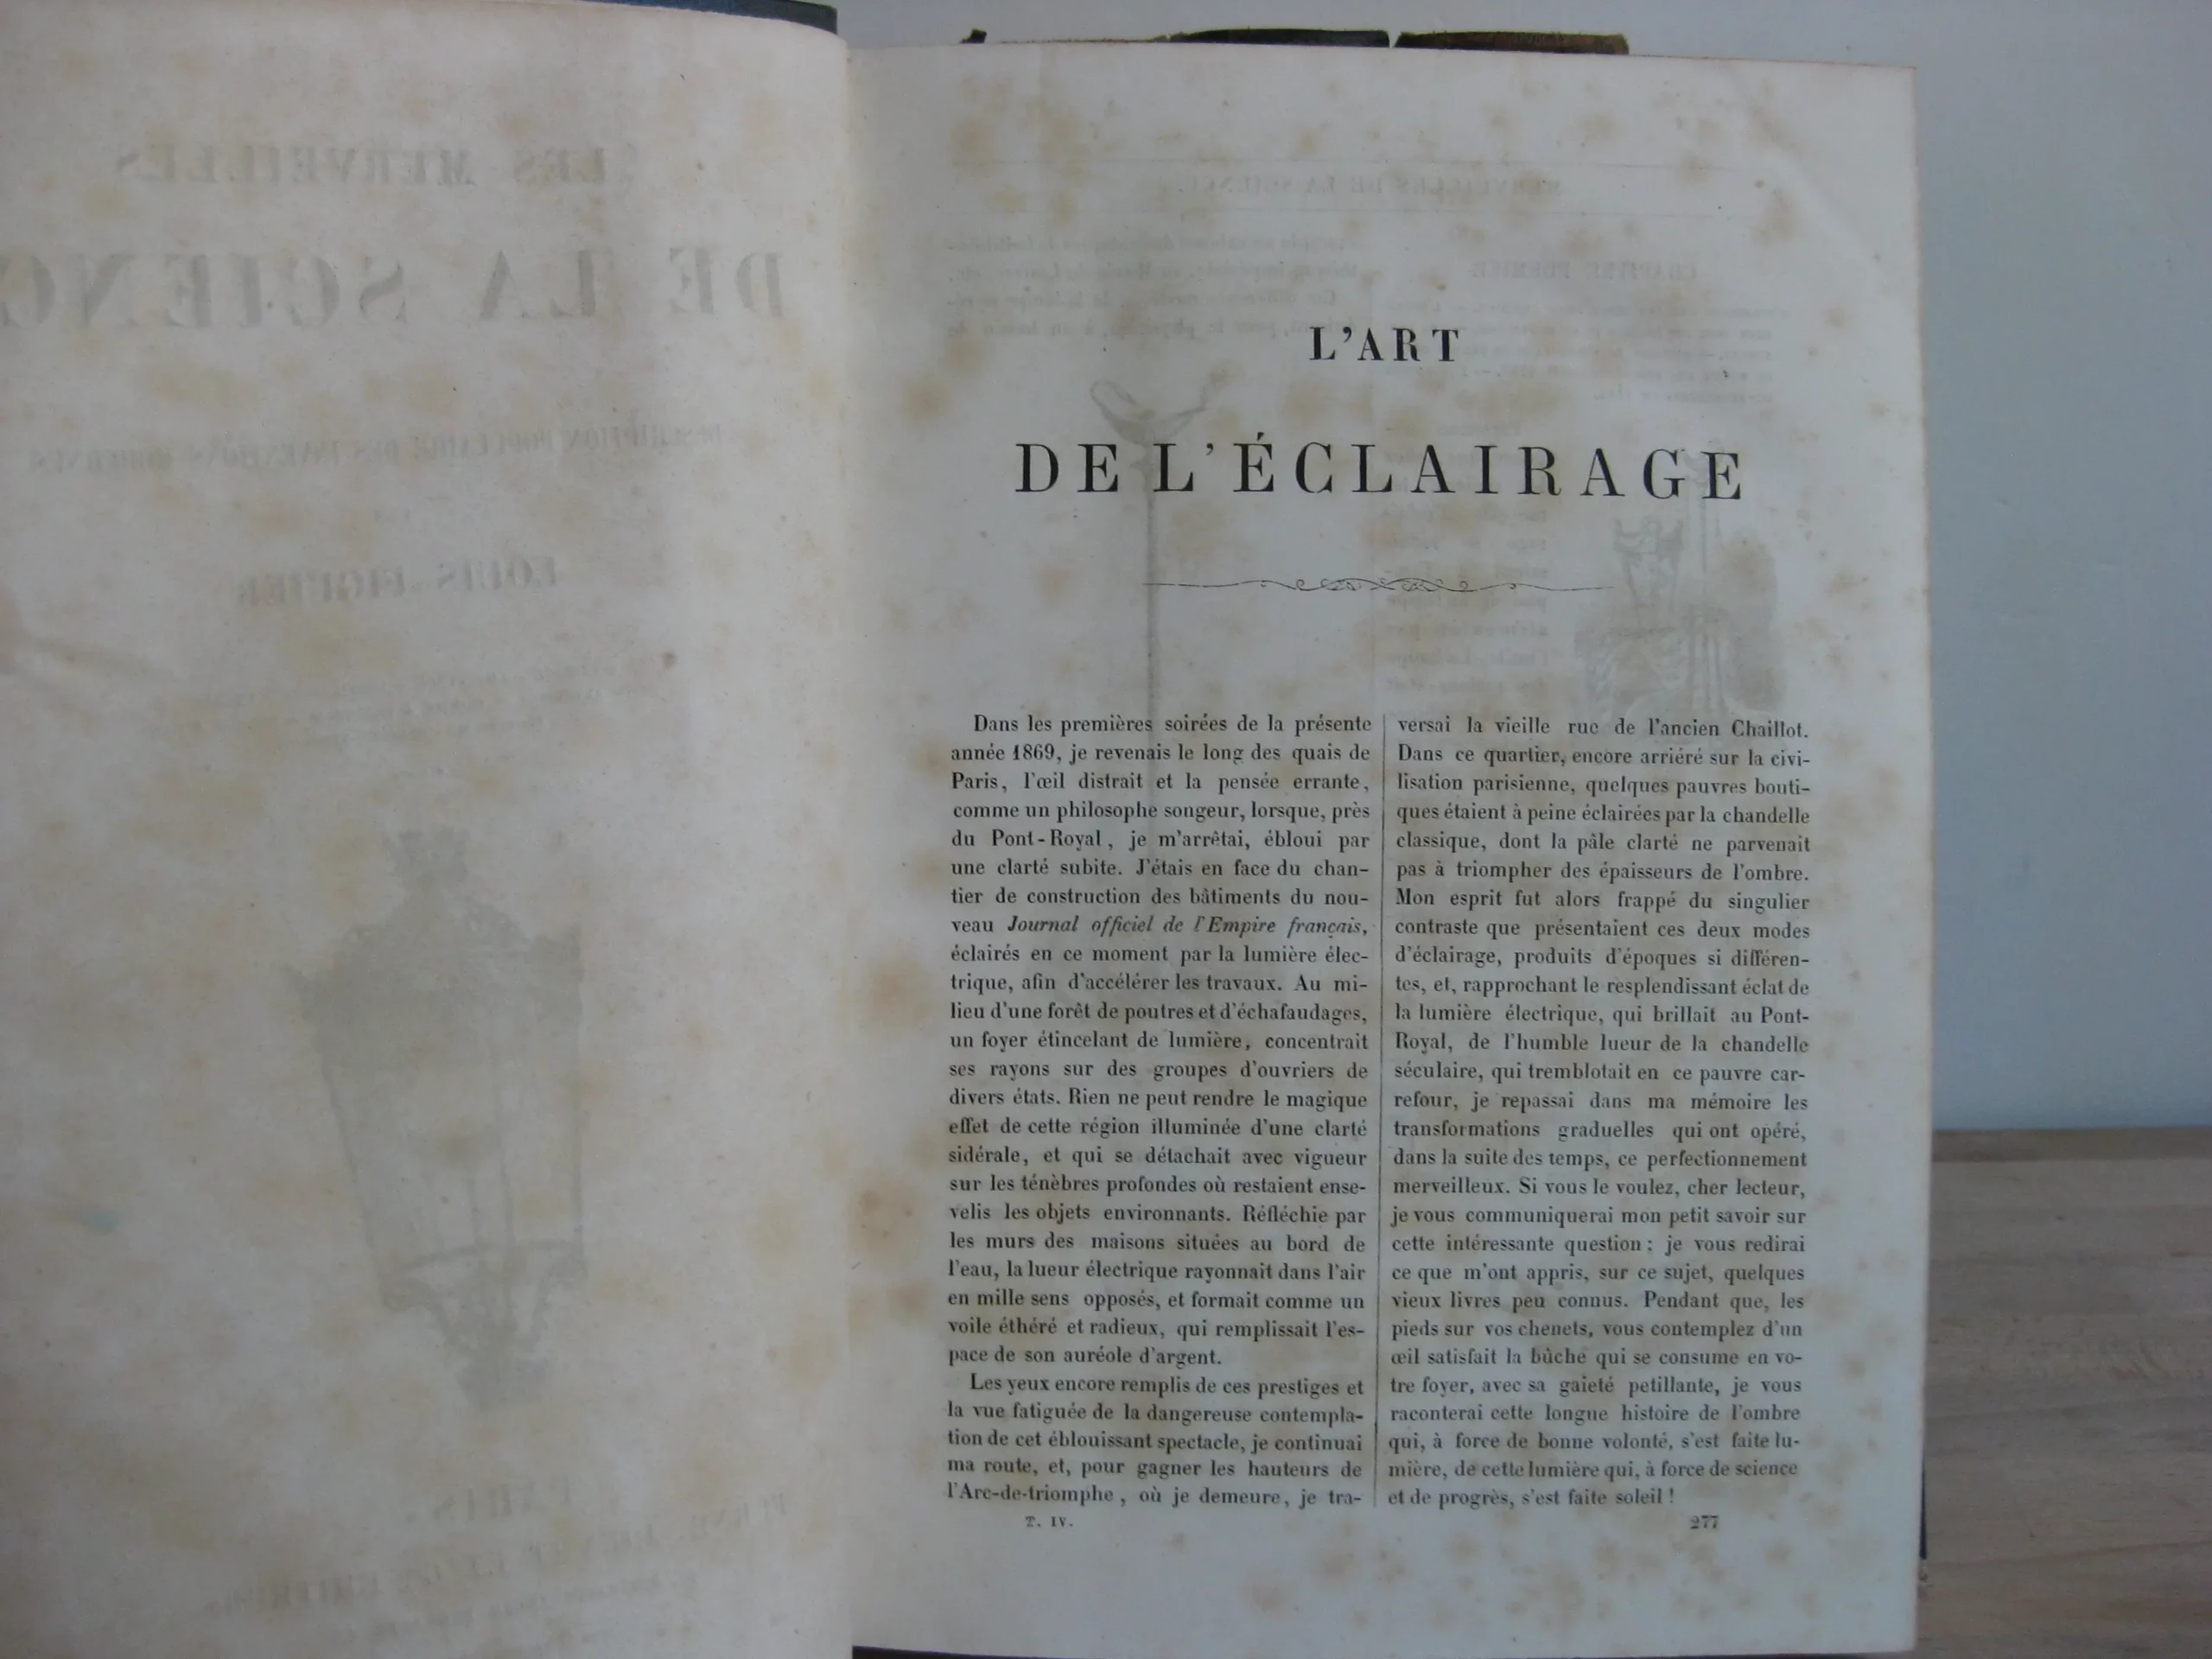 LES MERVEILLES
DE LA SCIENC
DESCRIPTION POPULAIRE DES INVENTIONS MODERNES
LOUIS FIGUIER
PARIS
L'ART
DE L'ÉCLAIRAGE
Dans les premières soirées de la présente
année 1869, je revenais le long des quais de
Paris, l'œil distrait et la pensée errante,
comme un philosophe songeur, lorsque, près
du Pont-Royal, je m'arrêtai, ébloui par
une clarté subite. J'étais en face du chan-
tier de construction des bâtiments du nou-
veau Journal officiel de l'Empire français,
éclairés en ce moment par la lumière élec-
trique, afin d'accélérer les travaux. Au mi-
lieu d'une forêt de poutres et d'échafaudages,
un foyer étincelant de lumière, concentrait
ses rayons sur des groupes d'ouvriers de
divers états. Rien ne peut rendre le magique
effet de cette région illuminée d'une clarté
sidérale, et qui se détachait avec vigueur
sur les ténèbres profondes où restaient ense-
velis les objets environnants. Réfléchie par
les murs des maisons situées au bord de
l'eau, la lueur électrique rayonnait dans l'air
en mille sens opposés, et formait comme un
voile éthéré et radieux, qui remplissait l'es-
pace de son auréole d'argent.
Les yeux encore remplis de ces prestiges et
la vue fatiguée de la dangereuse contempla-
tion de cet éblouissant spectacle, je continuai
ma route, et, pour gagner les hauteurs de
l'Arc-de-triomphe, où je demeure, je tra-
versai la vieille rue de l'ancien Chaillot.
Dans ce quartier, encore arriéré sur la civi-
lisation parisienne, quelques pauvres bouti-
ques étaient à peine éclairées par la chandelle
classique, dont la pâle clarté ne parvenait
pas à triompher des épaisseurs de l'ombre.
Mon esprit fut alors frappé du singulier
contraste que présentaient ces deux modes
d'éclairage, produits d'époques si différen-
tes, et, rapprochant le resplendissant éclat de
la lumière électrique, qui brillait au Pont-
Royal, de l'humble lueur de la chandelle
séculaire, qui tremblotait en ce pauvre car-
refour, je repassai dans ma mémoire les
transformations graduelles qui ont opéré,
dans la suite des temps, ce perfectionnement
merveilleux. Si vous le voulez, cher lecteur,
je vous communiquerai mon petit savoir sur
cette intéressante question : je vous redirai
ce que m'ont appris, sur ce sujet, quelques
vieux livres peu connus. Pendant que, les
pieds sur vos chenets, vous contemplez d'un
œil satisfait la bûche qui se consume en vo-
tre foyer, avec sa gaieté petillante, je vous
raconterai cette longue histoire de l'ombre
qui, à force de bonne volonté, s'est faite lu-
mière, de cette lumière qui, à force de science
et de progrès, s'est faite soleil !
T. IV.
277